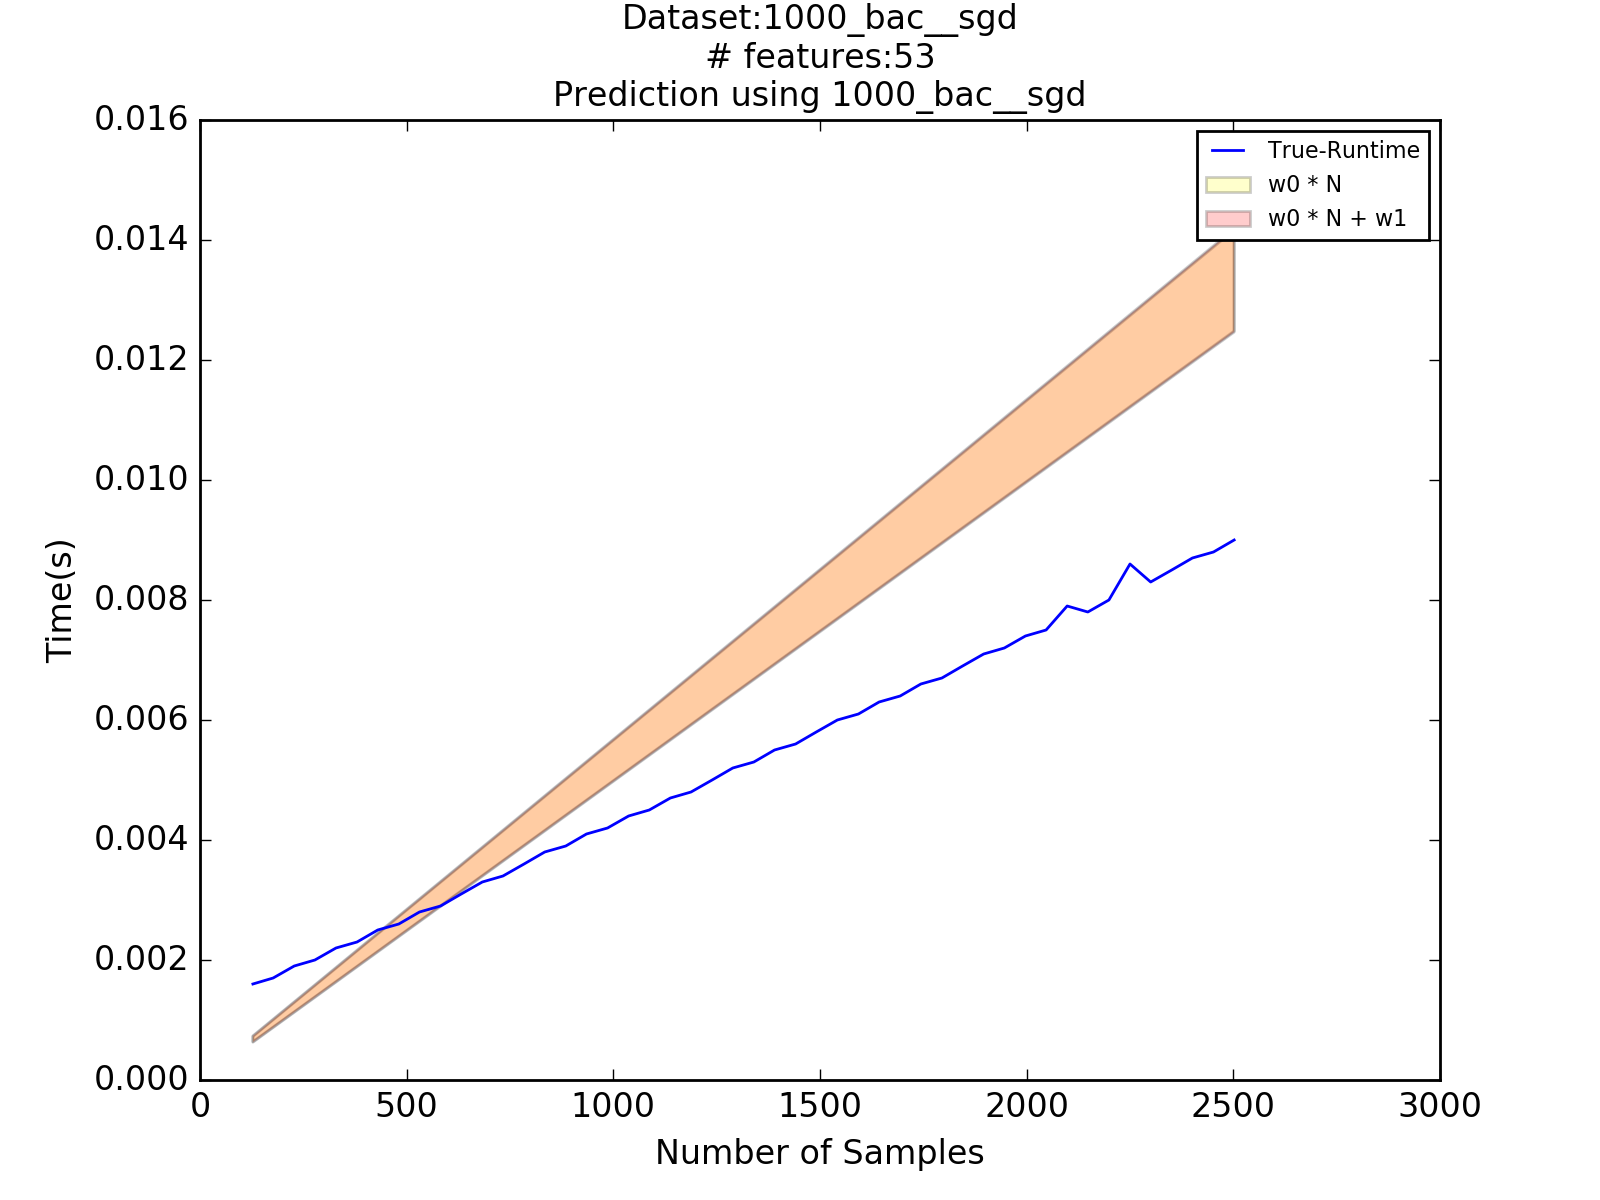 Dataset:1000_bac__sgd
# features:53
Prediction using 1000_bac__sgd
0.016
0.014
0.012
0.010
0.008
0.006
0.004
0.002
0.000
Time(s)
True-Runtime
w0 * N
w0 * N + w1
0 500 1000 1500 2000 2500 3000
Number of Samples